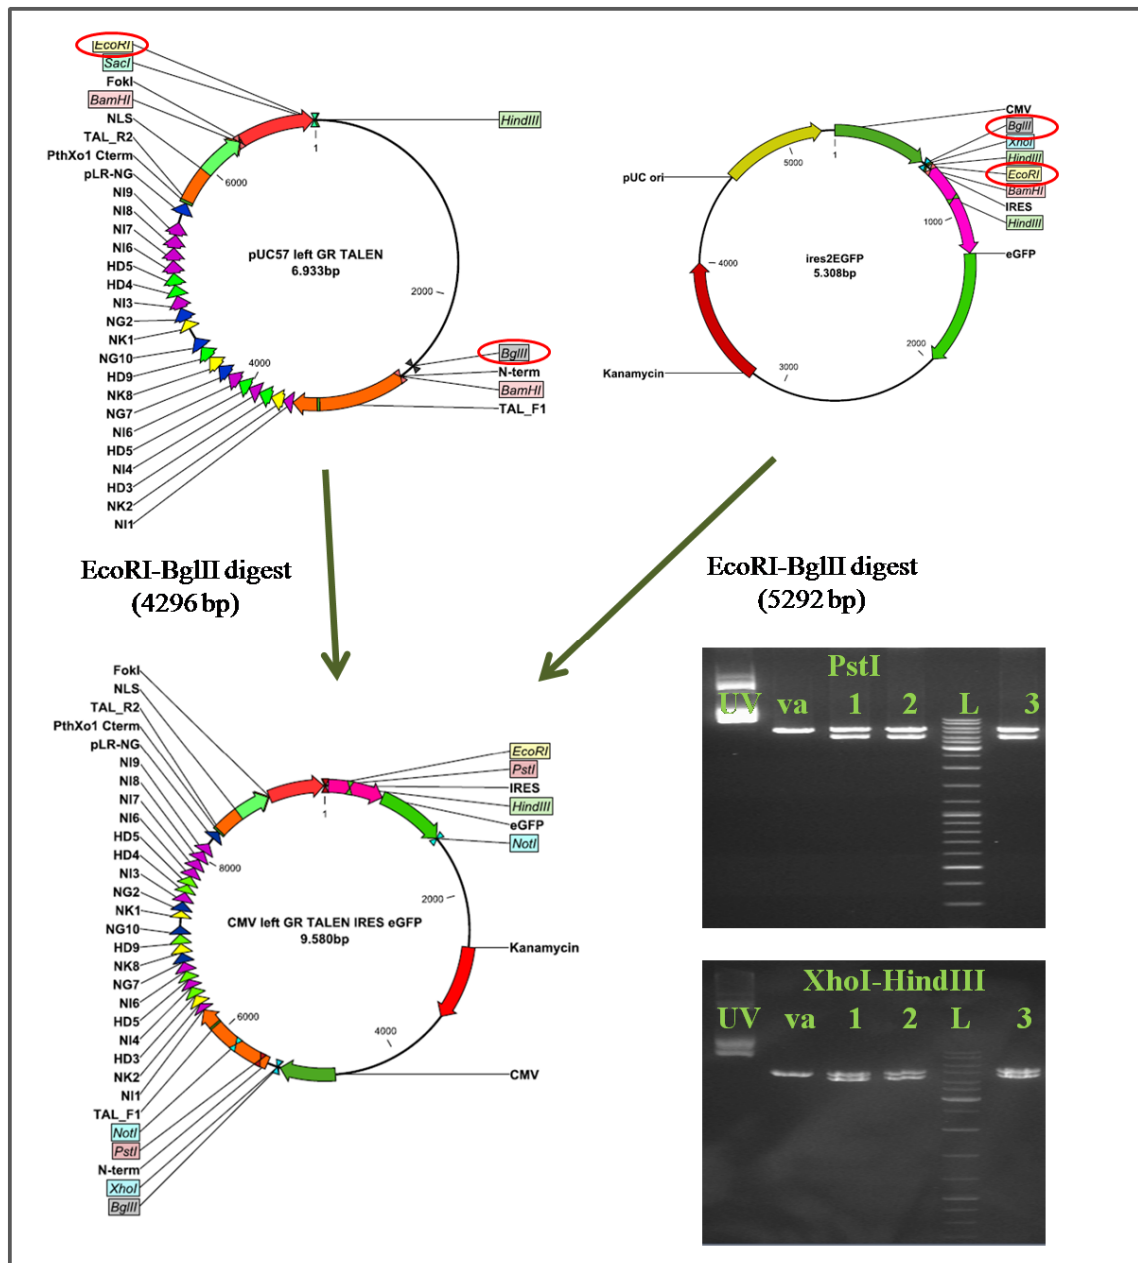 EcoRI
SacI
FokI
BamHI
NLS
TAL_R2
PthXo1 Cterm
pLR-NG
NI9
NI8
NI7
NI6
HD5
HD4
NI3
NG2
NK1
NG10
HD9
NK8
NG7
NI6
HD5
NI4
HD3
NK2
NI1
HindIII
1
6000
pUC57 left GR TALEN
6.933bp
2000
4000
BglII
N-term
BamHI
TAL_F1
CMV
BglII
XhoI
HindIII
EcoRI
BamHI
IRES
HindIII
eGFP
pUC ori
5000
1
1000
4000
ires2EGFP
5.308bp
2000
3000
Kanamycin
EcoRI-BglII digest
(4296 bp)
EcoRI-BglII digest
(5292 bp)
FokI
NLS
TAL_R2
PthXo1 Cterm
pLR-NG
NI9
NI8
NI7
NI6
HD5
HD4
NI3
NG2
NK1
NG10
HD9
NK8
NG7
NI6
HD5
NI4
HD3
NK2
NI1
TAL_F1
NotI
PstI
N-term
XhoI
BglII
EcoRI
PstI
IRES
HindIII
eGFP
NotI
1
8000
2000
CMV left GR TALEN IRES eGFP
9.580bp
Kanamycin
6000
4000
CMV
PstI
UV va 1 2 L 3
XhoI-HindIII
UV va 1 2 L 3